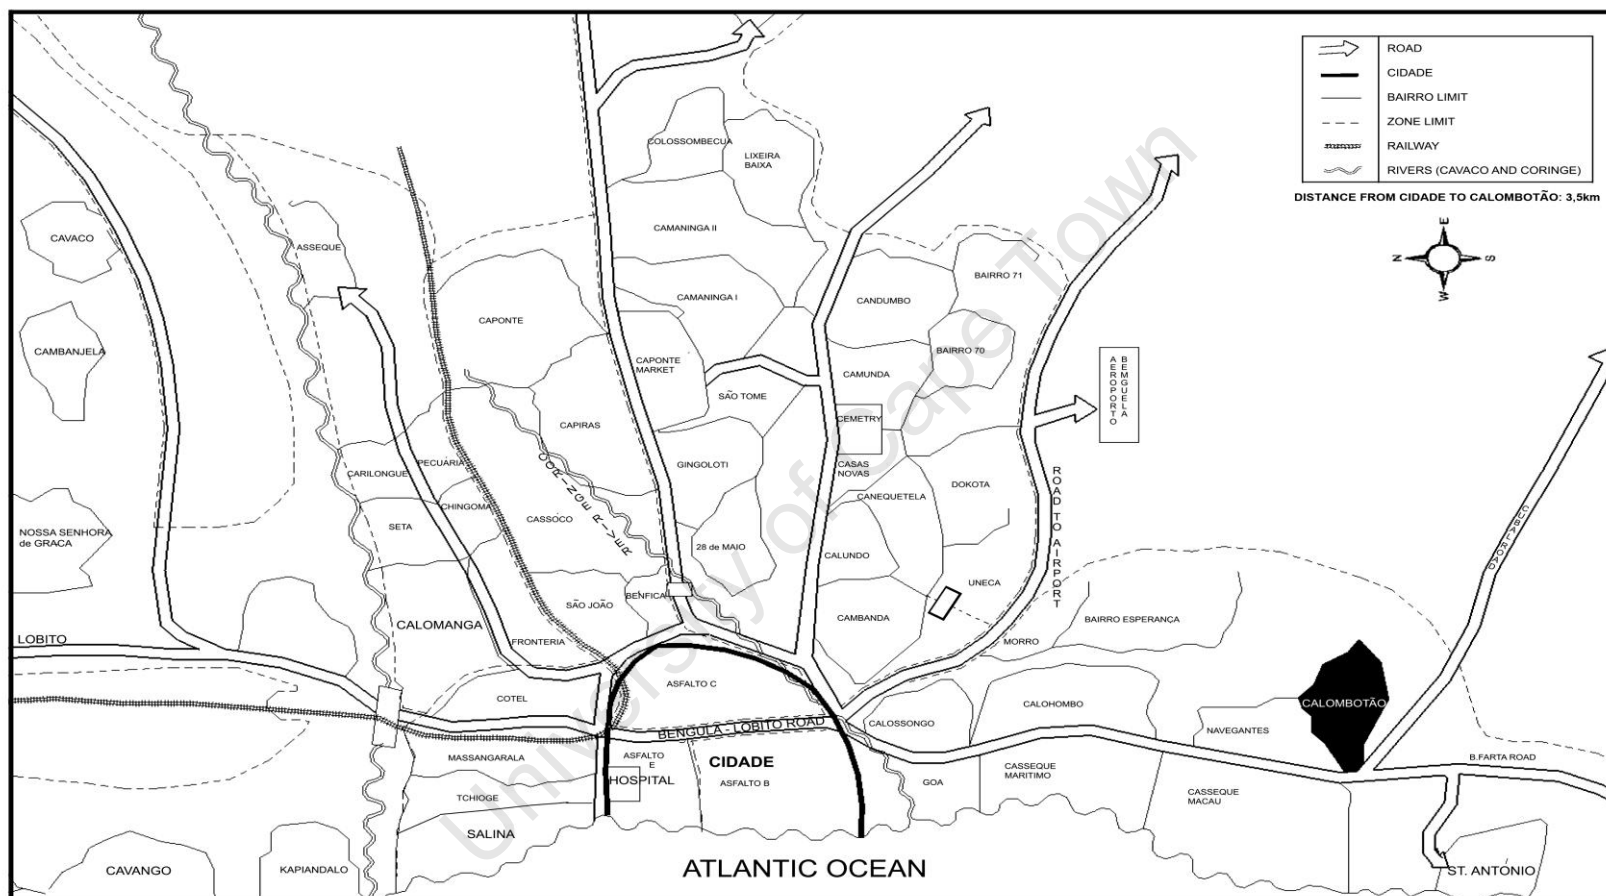 ROAD
CIDADE
BAIRRO LIMIT
ZONE LIMIT
RAILWAY
RIVERS (CAVACO AND CORINGE)
DISTANCE FROM CIDADE TO CALOMBOTÃO: 3,5km
E
N
S
W
COLOSSOMBECUA
LIXEIRA
BAIXA
CAVACO
ASSEQUE
CAMANINGA II
BAIRRO 71
CAMANINGA I
CANDUMBO
CAPONTE
CAMBANJELA
CAPONTE
MARKET
BAIRRO 70
CAMUNDA
AEROPORTO
BEMGUELA
SÃO TOME
CEMETRY
CAPIRAS
PECUÁRIA
CARILONGUE
GINGOLOTI
CASAS
NOVAS
CORINGE RIVER
DOKOTA
CANEQUETELA
CHINGOMA
CASSOCO
SETA
NOSSA SENHORA
de GRACA
28 de MAIO
CALUNDO
ROAD TO AIRPORT
CUBAL ROAD
UNECA
BENFICA
SÃO JOÃO
CALOMANGA
CAMBANDA
BAIRRO ESPERANÇA
LOBITO
FRONTERIA
MORRO
ASFALTO C
COTEL
CALOHOMBO
CALOMBOTÃO
CALOSSONGO
BENGULA - LOBITO ROAD
NAVEGANTES
MASSANGARALA
ASFALTO
E
CIDADE
B.FARTA ROAD
HOSPITAL
ASFALTO B
GOA
CASSEQUE
MARITIMO
CASSEQUE
MACAU
TCHIOGE
SALINA
CAVANGO
KAPIANDALO
ATLANTIC OCEAN
ST. ANTÓNIO
University of Cape Town